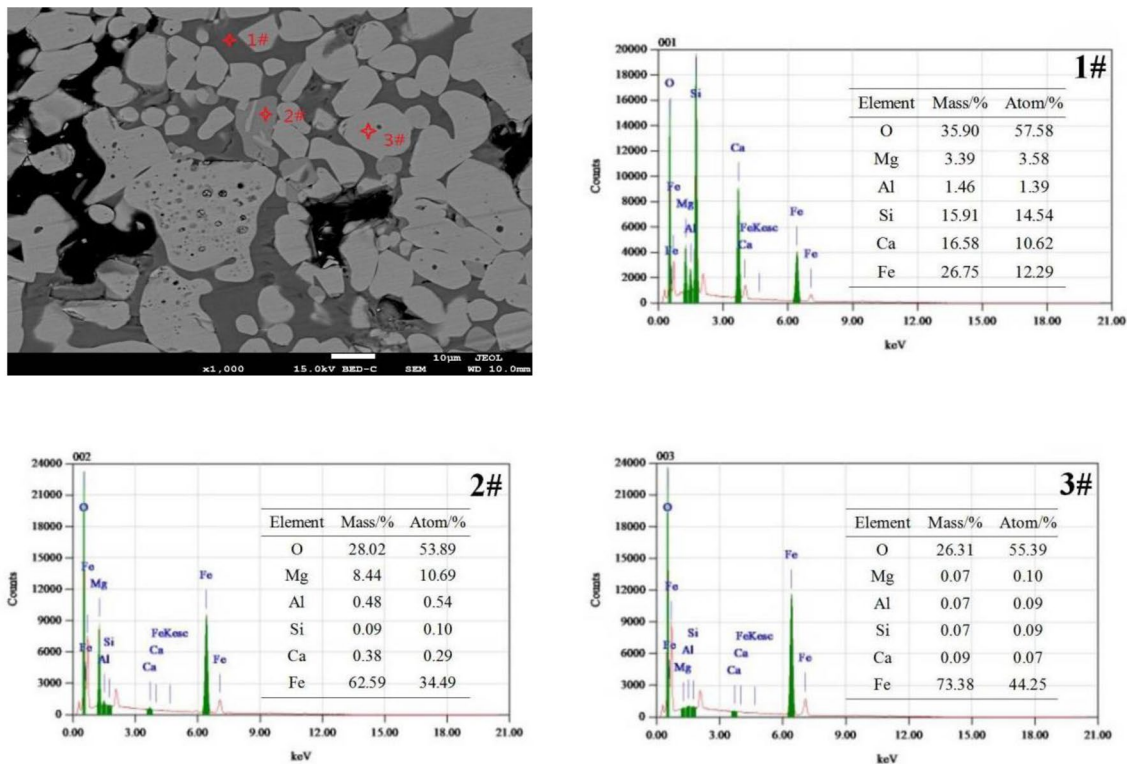 1#
2#
3#
10μm JEOL
x1,000 15.0kV BED-C SEM WD 10.0mm
001
1#
20000
18000
16000
14000
12000
10000
8000
6000
4000
2000
0
Counts
O
Si
Ca
Fe
Mg
Al
Fe
FeKesc
Ca
Fe
Fe
Element Mass/% Atom/%
O 35.90 57.58
Mg 3.39 3.58
Al 1.46 1.39
Si 15.91 14.54
Ca 16.58 10.62
Fe 26.75 12.29
0.00 3.00 6.00 9.00 12.00 15.00 18.00 21.00
keV
002
2#
24000
21000
18000
15000
12000
9000
6000
3000
0
Counts
O
Fe
Mg
Fe
Si
Al
FeKesc
Ca
Ca
Fe
Fe
Element Mass/% Atom/%
O 28.02 53.89
Mg 8.44 10.69
Al 0.48 0.54
Si 0.09 0.10
Ca 0.38 0.29
Fe 62.59 34.49
0.00 3.00 6.00 9.00 12.00 15.00 18.00 21.00
keV
003
3#
24000
21000
18000
15000
12000
9000
6000
3000
0
Counts
O
Fe
Fe
Si
Al
Mg
FeKesc
Ca
Ca
Fe
Fe
Element Mass/% Atom/%
O 26.31 55.39
Mg 0.07 0.10
Al 0.07 0.09
Si 0.07 0.09
Ca 0.09 0.07
Fe 73.38 44.25
0.00 3.00 6.00 9.00 12.00 15.00 18.00 21.00
keV